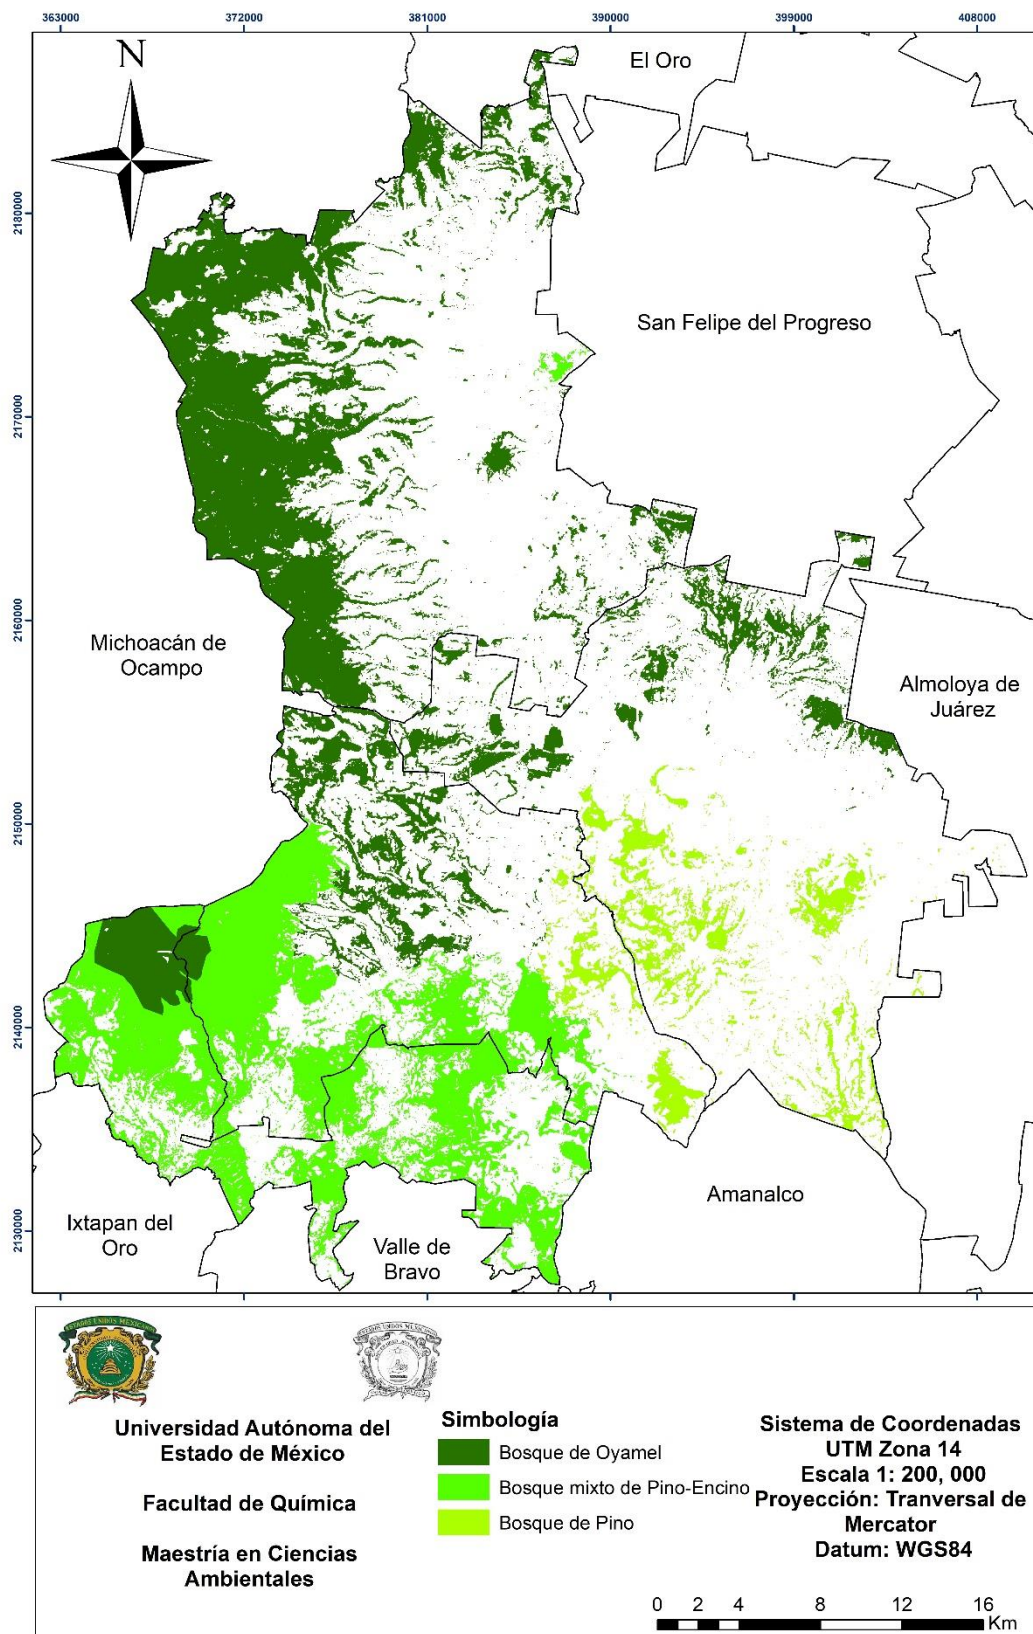 363000
372000
381000
390000
399000
408000
N
El Oro
2180000
San Felipe del Progreso
2170000
2160000
Michoacán de
Ocampo
Almoloya de
Juárez
2150000
2140000
Amanalco
Ixtapan del
Oro
2130000
Valle de
Bravo
Universidad Autónoma del
Estado de México
Facultad de Química
Maestría en Ciencias
Ambientales
Simbología
Bosque de Oyamel
Bosque mixto de Pino-Encino
Bosque de Pino
Sistema de Coordenadas
UTM Zona 14
Escala 1: 200, 000
Proyección: Tranversal de
Mercator
Datum: WGS84
0 2 4 8 12 16
Km